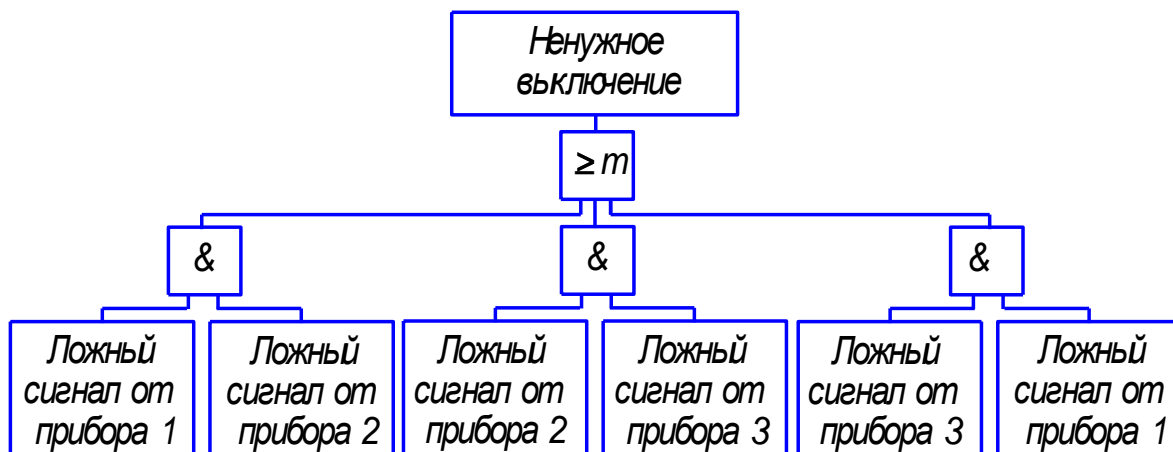 Ненужное
выключение
≥ m
&
&
&
Ложный
сигнал от
прибора 1
Ложный
сигнал от
прибора 2
Ложный
сигнал от
прибора 2
Ложный
сигнал от
прибора 3
Ложный
сигнал от
прибора 3
Ложный
сигнал от
прибора 1